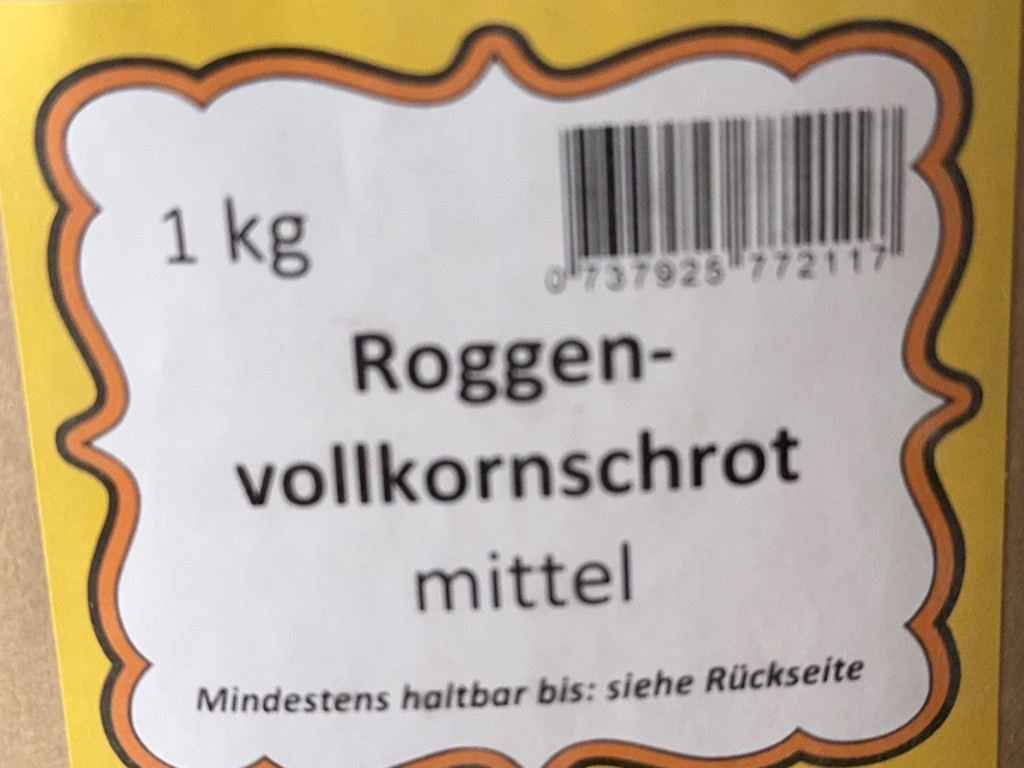 1 kg
0 737925 772117
Roggen-
vollkornschrot
mittel
Mindestens haltbar bis: siehe Rückseite